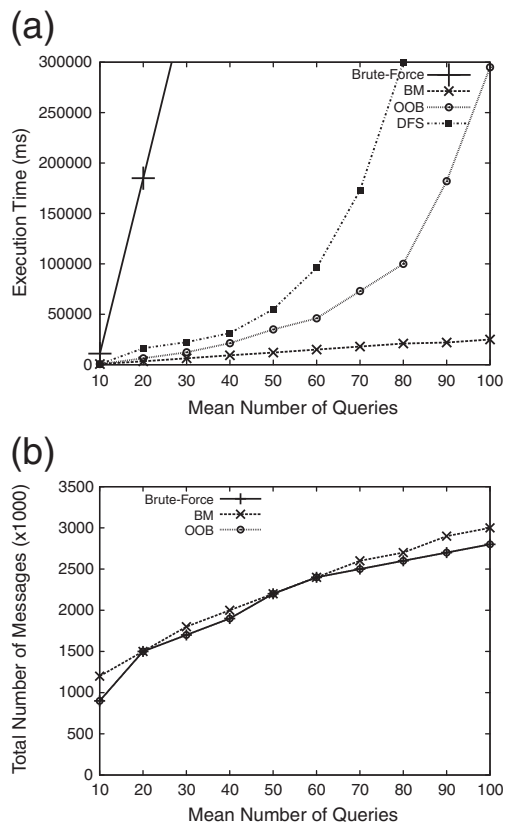 (a)
300000
250000
200000
150000
100000
50000
0
Execution Time (ms)
Brute-Force
BM
OOB
DFS
10 20 30 40 50 60 70 80 90 100
Mean Number of Queries
(b)
3500
3000
2500
2000
1500
1000
500
0
Total Number of Messages (x1000)
Brute-Force
BM
OOB
10 20 30 40 50 60 70 80 90 100
Mean Number of Queries